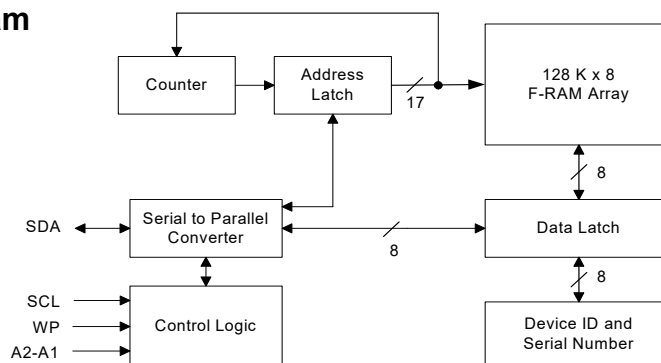 Counter
Address
Latch
17
128 K x 8
F-RAM Array
8
SDA
Serial to Parallel
Converter
8
Data Latch
8
SCL
WP
A2-A1
Control Logic
Device ID and
Serial Number